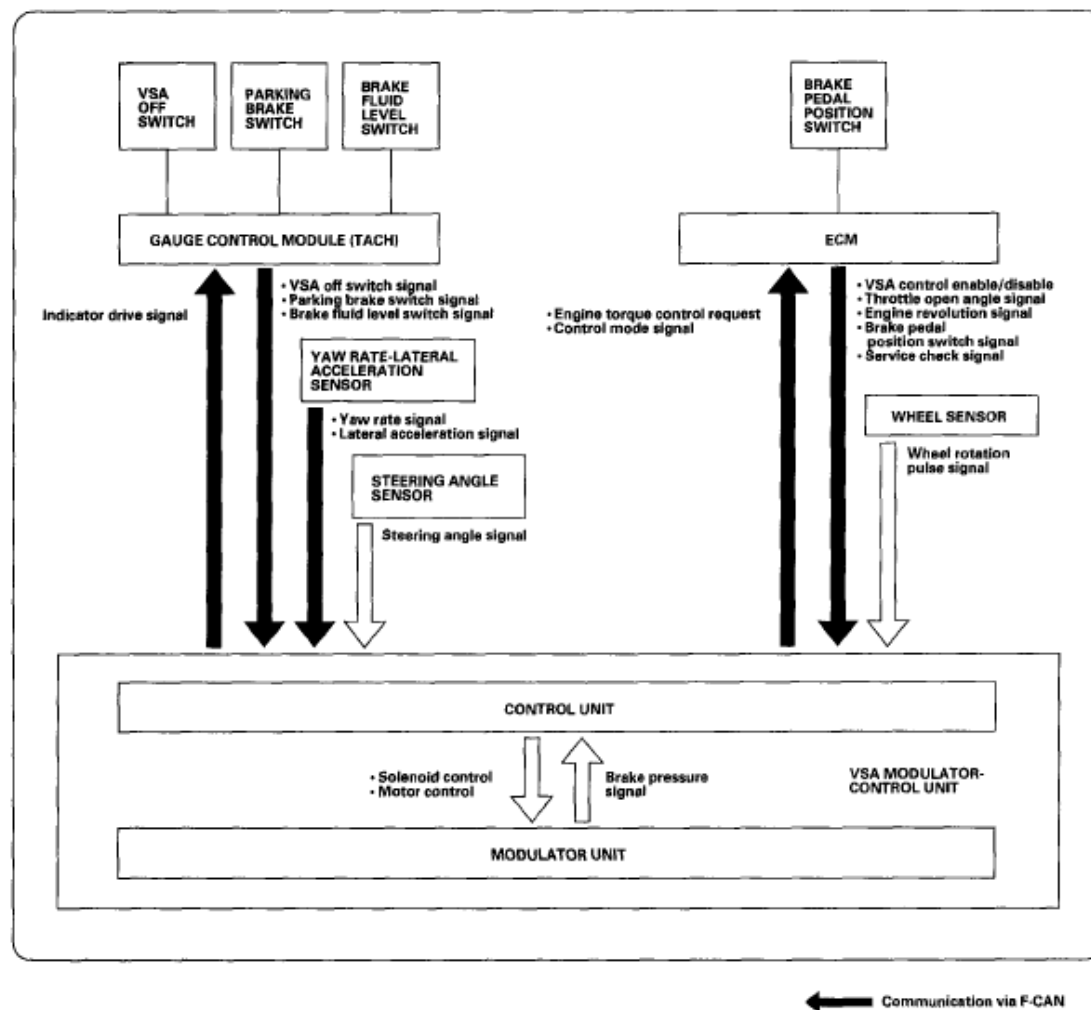 VSA
OFF
SWITCH
PARKING
BRAKE
SWITCH
BRAKE
FLUID
LEVEL
SWITCH
BRAKE
PEDAL
POSITION
SWITCH
GAUGE CONTROL MODULE (TACH)
ECM
Indicator drive signal
• VSA off switch signal
• Parking brake switch signal
• Brake fluid level switch signal
• Engine torque control request
• Control mode signal
• VSA control enable/disable
• Throttle open angle signal
• Engine revolution signal
• Brake pedal
position switch signal
• Service check signal
YAW RATE-LATERAL
ACCELERATION
SENSOR
• Yaw rate signal
• Lateral acceleration signal
WHEEL SENSOR
Wheel rotation
pulse signal
STEERING ANGLE
SENSOR
Steering angle signal
CONTROL UNIT
• Solenoid control
• Motor control
Brake pressure
signal
VSA MODULATOR-
CONTROL UNIT
MODULATOR UNIT
Communication via F-CAN